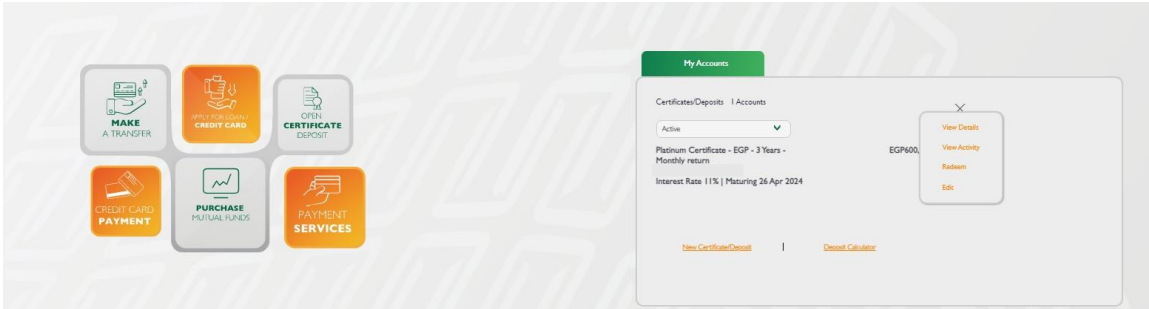 MAKE
A TRANSFER
APPLY FOR LOAN /
CREDIT CARD
OPEN
CERTIFICATE
DEPOSIT
CREDIT CARD
PAYMENT
PURCHASE
MUTUAL FUNDS
PAYMENT
SERVICES
My Accounts
Certificates/Deposits 1 Accounts
Active
Platinum Certificate - EGP - 3 Years -
Monthly return
EGP600,
Interest Rate 11% | Maturing 26 Apr 2024
View Details
View Activity
Redeem
Edit
New Certificate/Deposit | Deposit Calculator